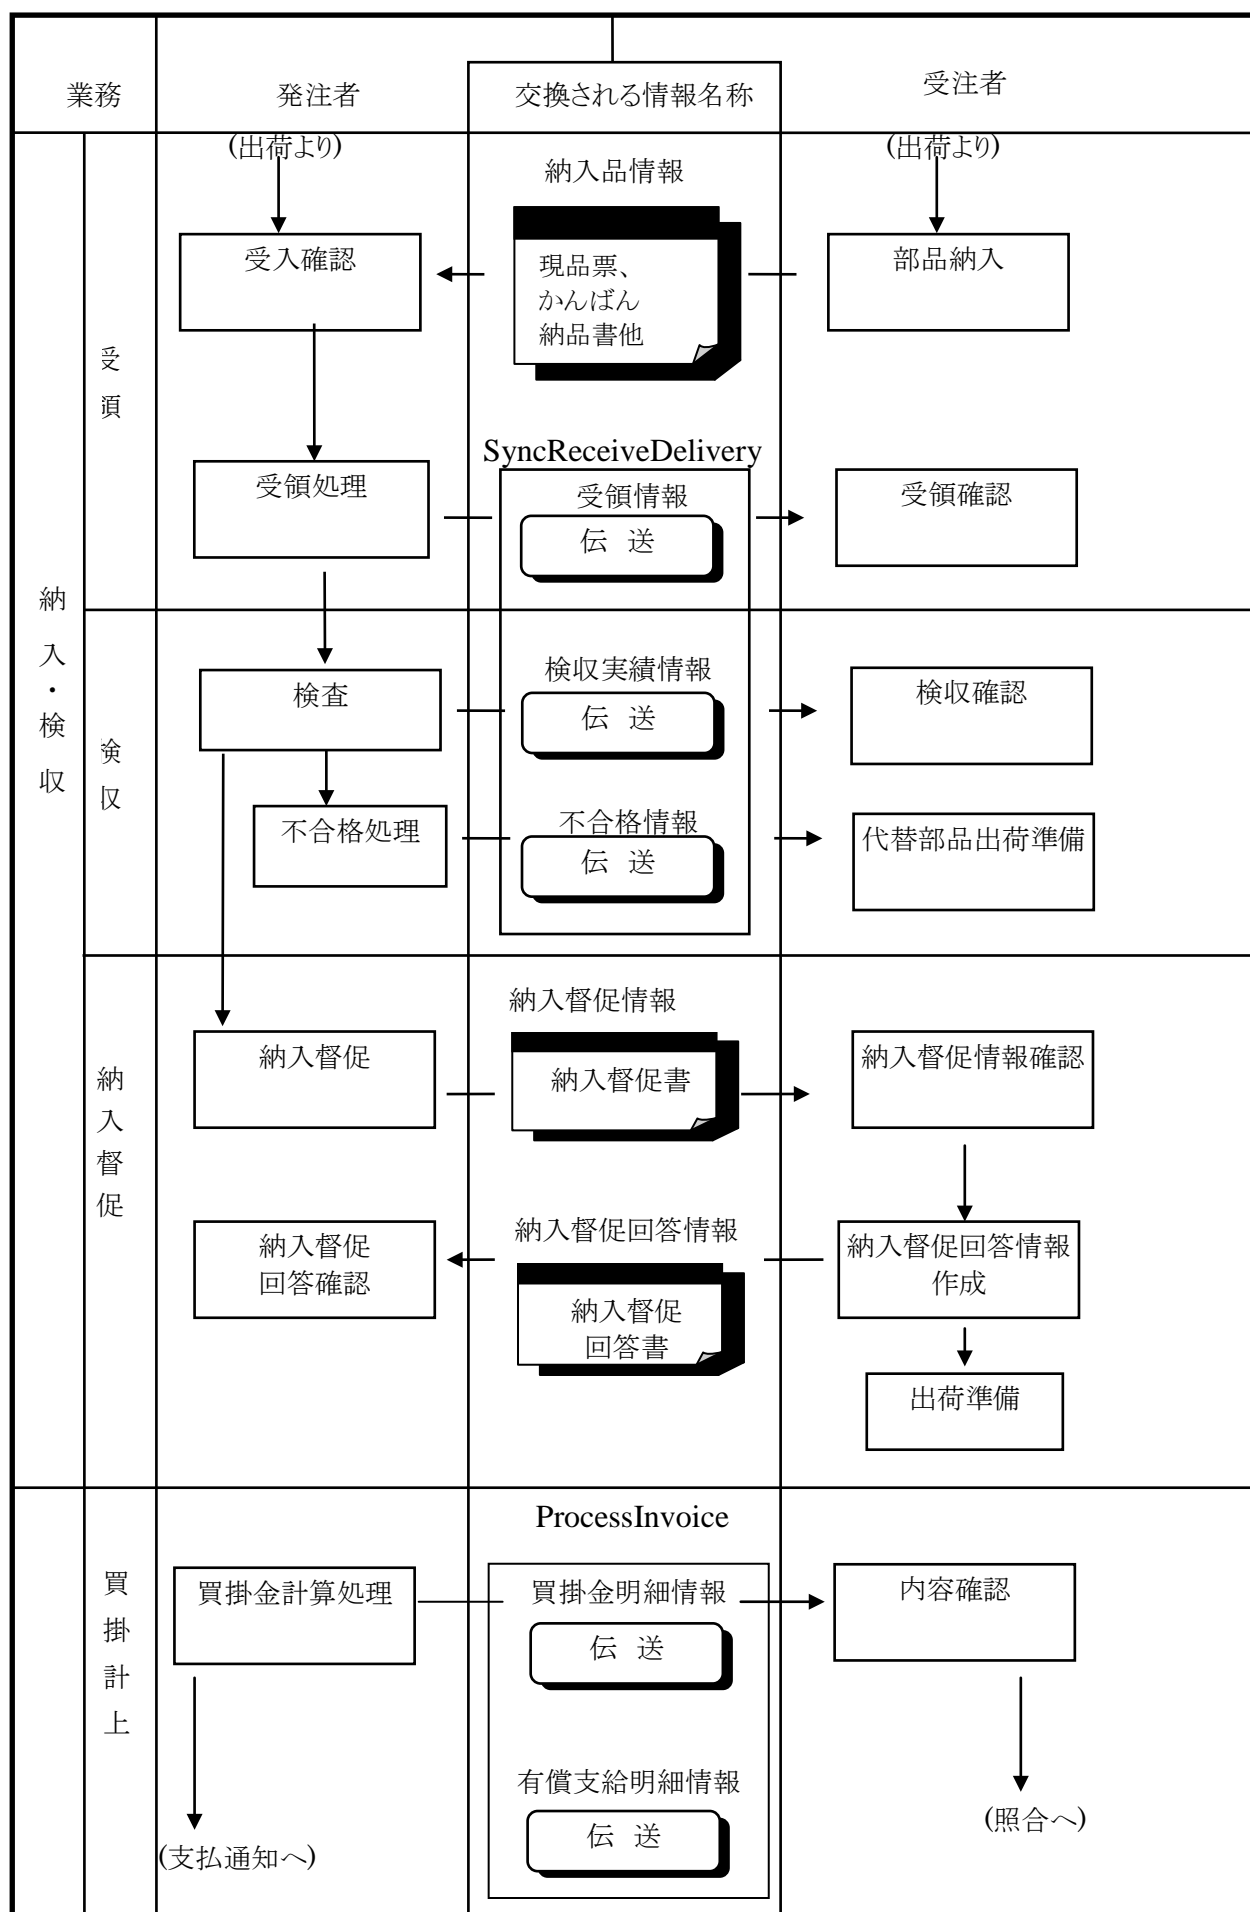 業務
発注者
交換される情報名称
受注者
(出荷より)
(出荷より)
納入品情報
受入確認
現品票、
かんばん
納品書他
部品納入
受領
SyncReceiveDelivery
受領処理
受領情報
伝 送
受領確認
納入・検収
検収
検査
検収実績情報
伝 送
検収確認
不合格処理
不合格情報
伝 送
代替部品出荷準備
納入督促
納入督促情報
納入督促
納入督促書
納入督促情報確認
納入督促回答情報
納入督促
回答確認
納入督促
回答書
納入督促回答情報
作成
出荷準備
買掛計上
ProcessInvoice
買掛金計算処理
買掛金明細情報
伝 送
内容確認
有償支給明細情報
伝 送
(支払通知へ)
(照合へ)